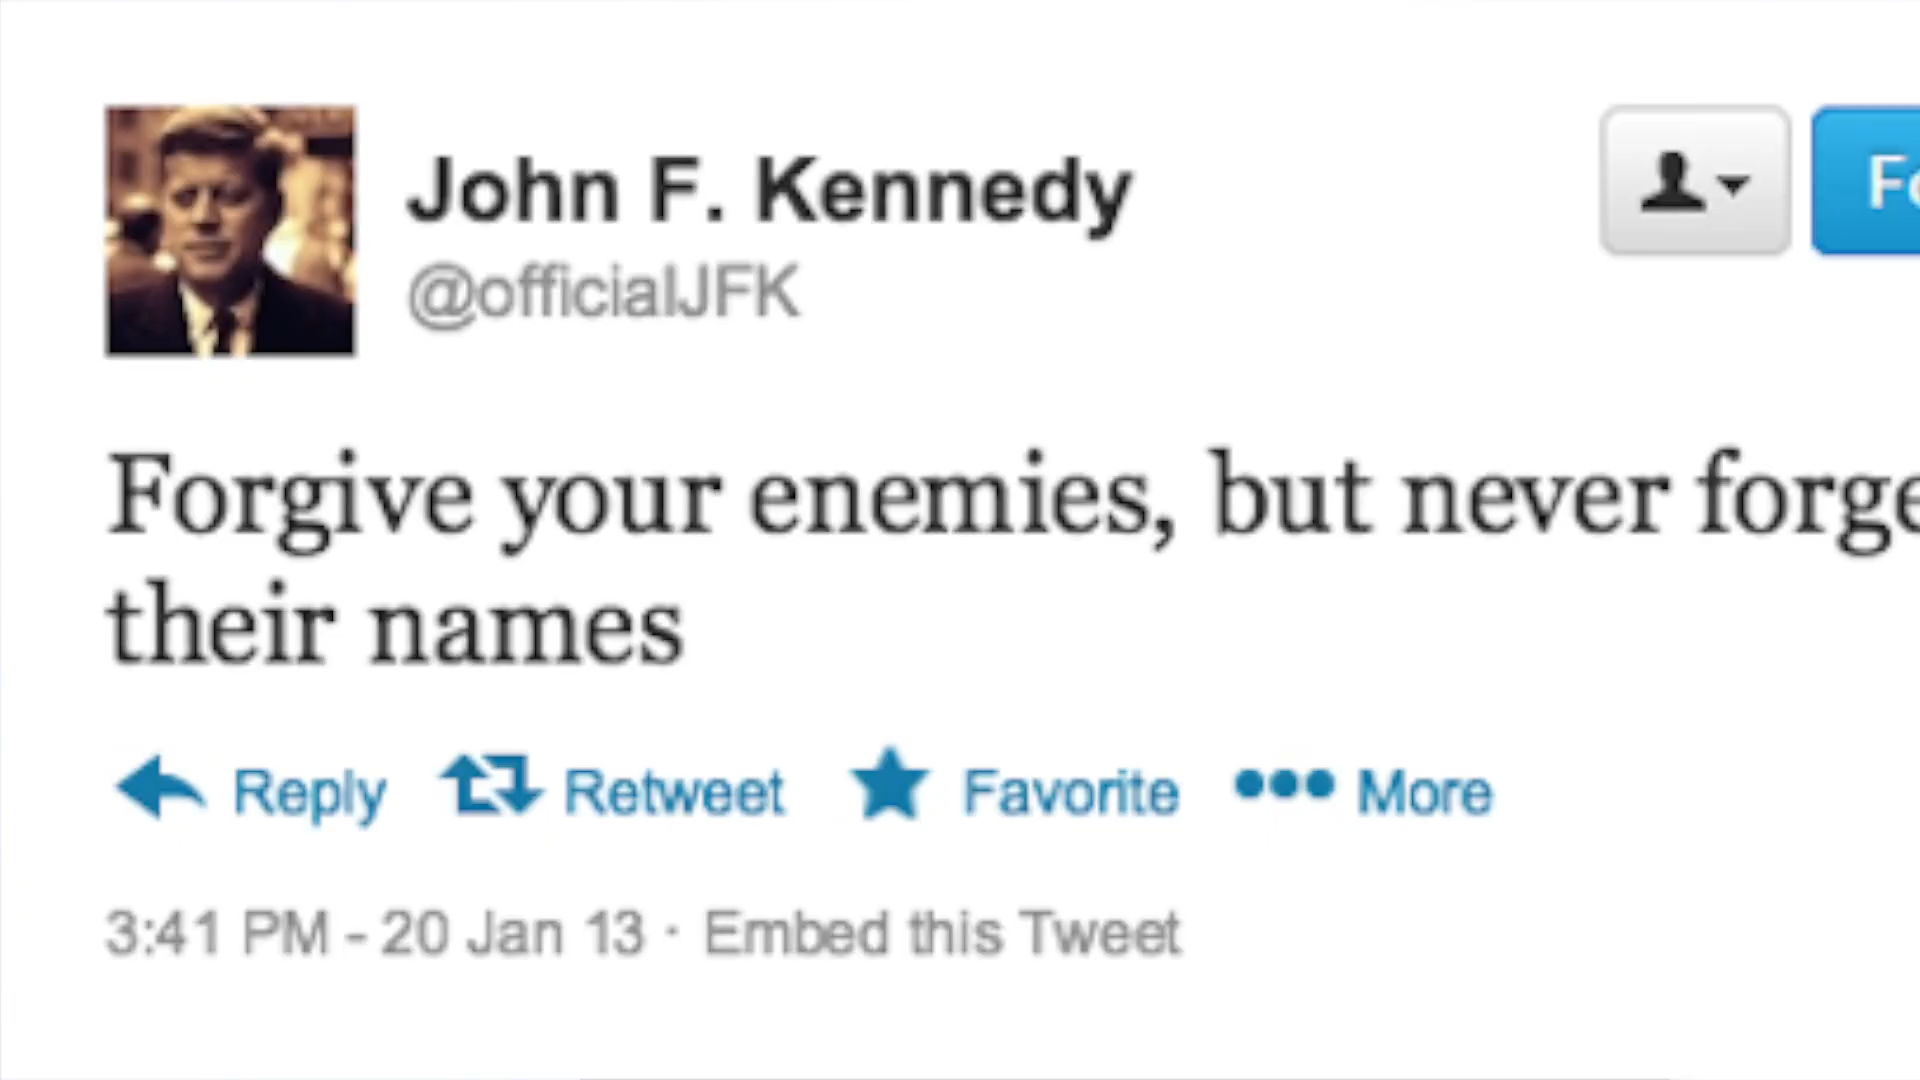 John F. Kennedy
@officialJFK
Fo
Forgive your enemies, but never forge
their names
Reply Retweet Favorite More
3:41 PM - 20 Jan 13 · Embed this Tweet